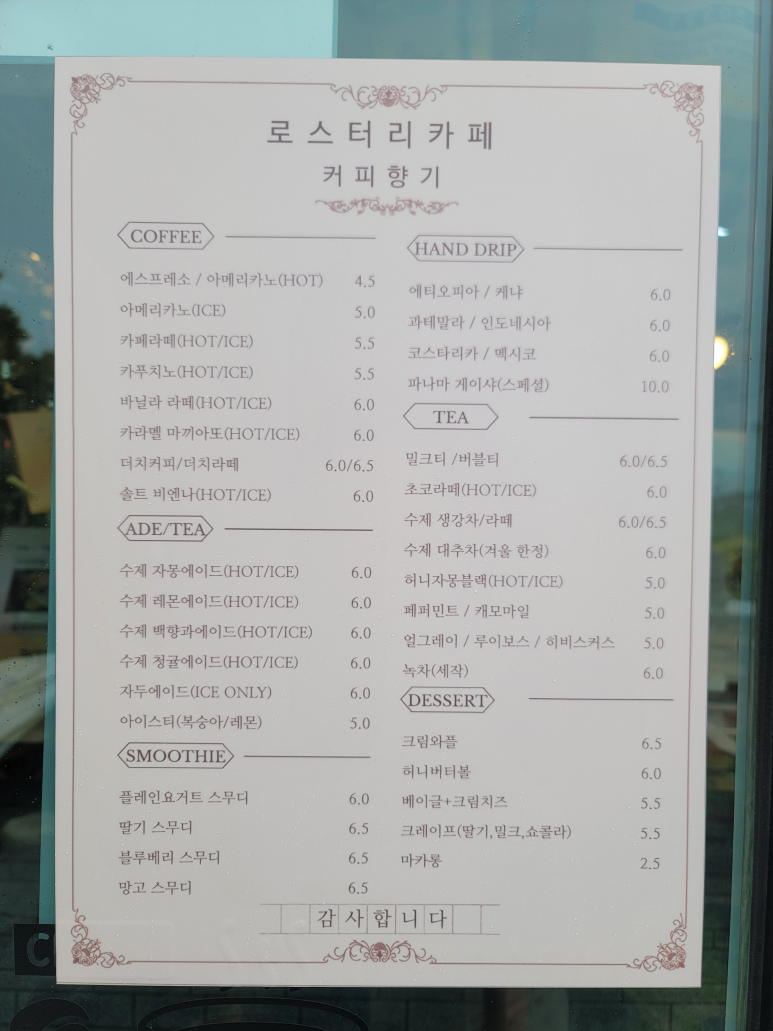 로스터리카페
커피향기
COFFEE
에스프레소 / 아메리카노(HOT) 4.5
아메리카노(ICE) 5.0
카페라떼(HOT/ICE) 5.5
카푸치노(HOT/ICE) 5.5
바닐라 라떼(HOT/ICE) 6.0
카라멜 마끼아또(HOT/ICE) 6.0
더치커피/더치라떼 6.0/6.5
솔트 비엔나(HOT/ICE) 6.0
ADE/TEA
수제 자몽에이드(HOT/ICE) 6.0
수제 레몬에이드(HOT/ICE) 6.0
수제 백향과에이드(HOT/ICE) 6.0
수제 청귤에이드(HOT/ICE) 6.0
자두에이드(ICE ONLY) 6.0
아이스티(복숭아/레몬) 5.0
SMOOTHIE
플레인요거트 스무디 6.0
딸기 스무디 6.5
블루베리 스무디 6.5
망고 스무디 6.5
HAND DRIP
에티오피아 / 케냐 6.0
과테말라 / 인도네시아 6.0
코스타리카 / 멕시코 6.0
파나마 게이샤(스페셜) 10.0
TEA
밀크티 /버블티 6.0/6.5
초코라떼(HOT/ICE) 6.0
수제 생강차/라떼 6.0/6.5
수제 대추차(겨울 한정) 6.0
허니자몽블랙(HOT/ICE) 5.0
페퍼민트 / 캐모마일 5.0
얼그레이 / 루이보스 / 히비스커스 5.0
녹차(세작) 6.0
DESSERT
크림와플 6.5
허니버터볼 6.0
베이글+크림치즈 5.5
크레이프(딸기,밀크,쇼콜라) 5.5
마카롱 2.5
감사합니다